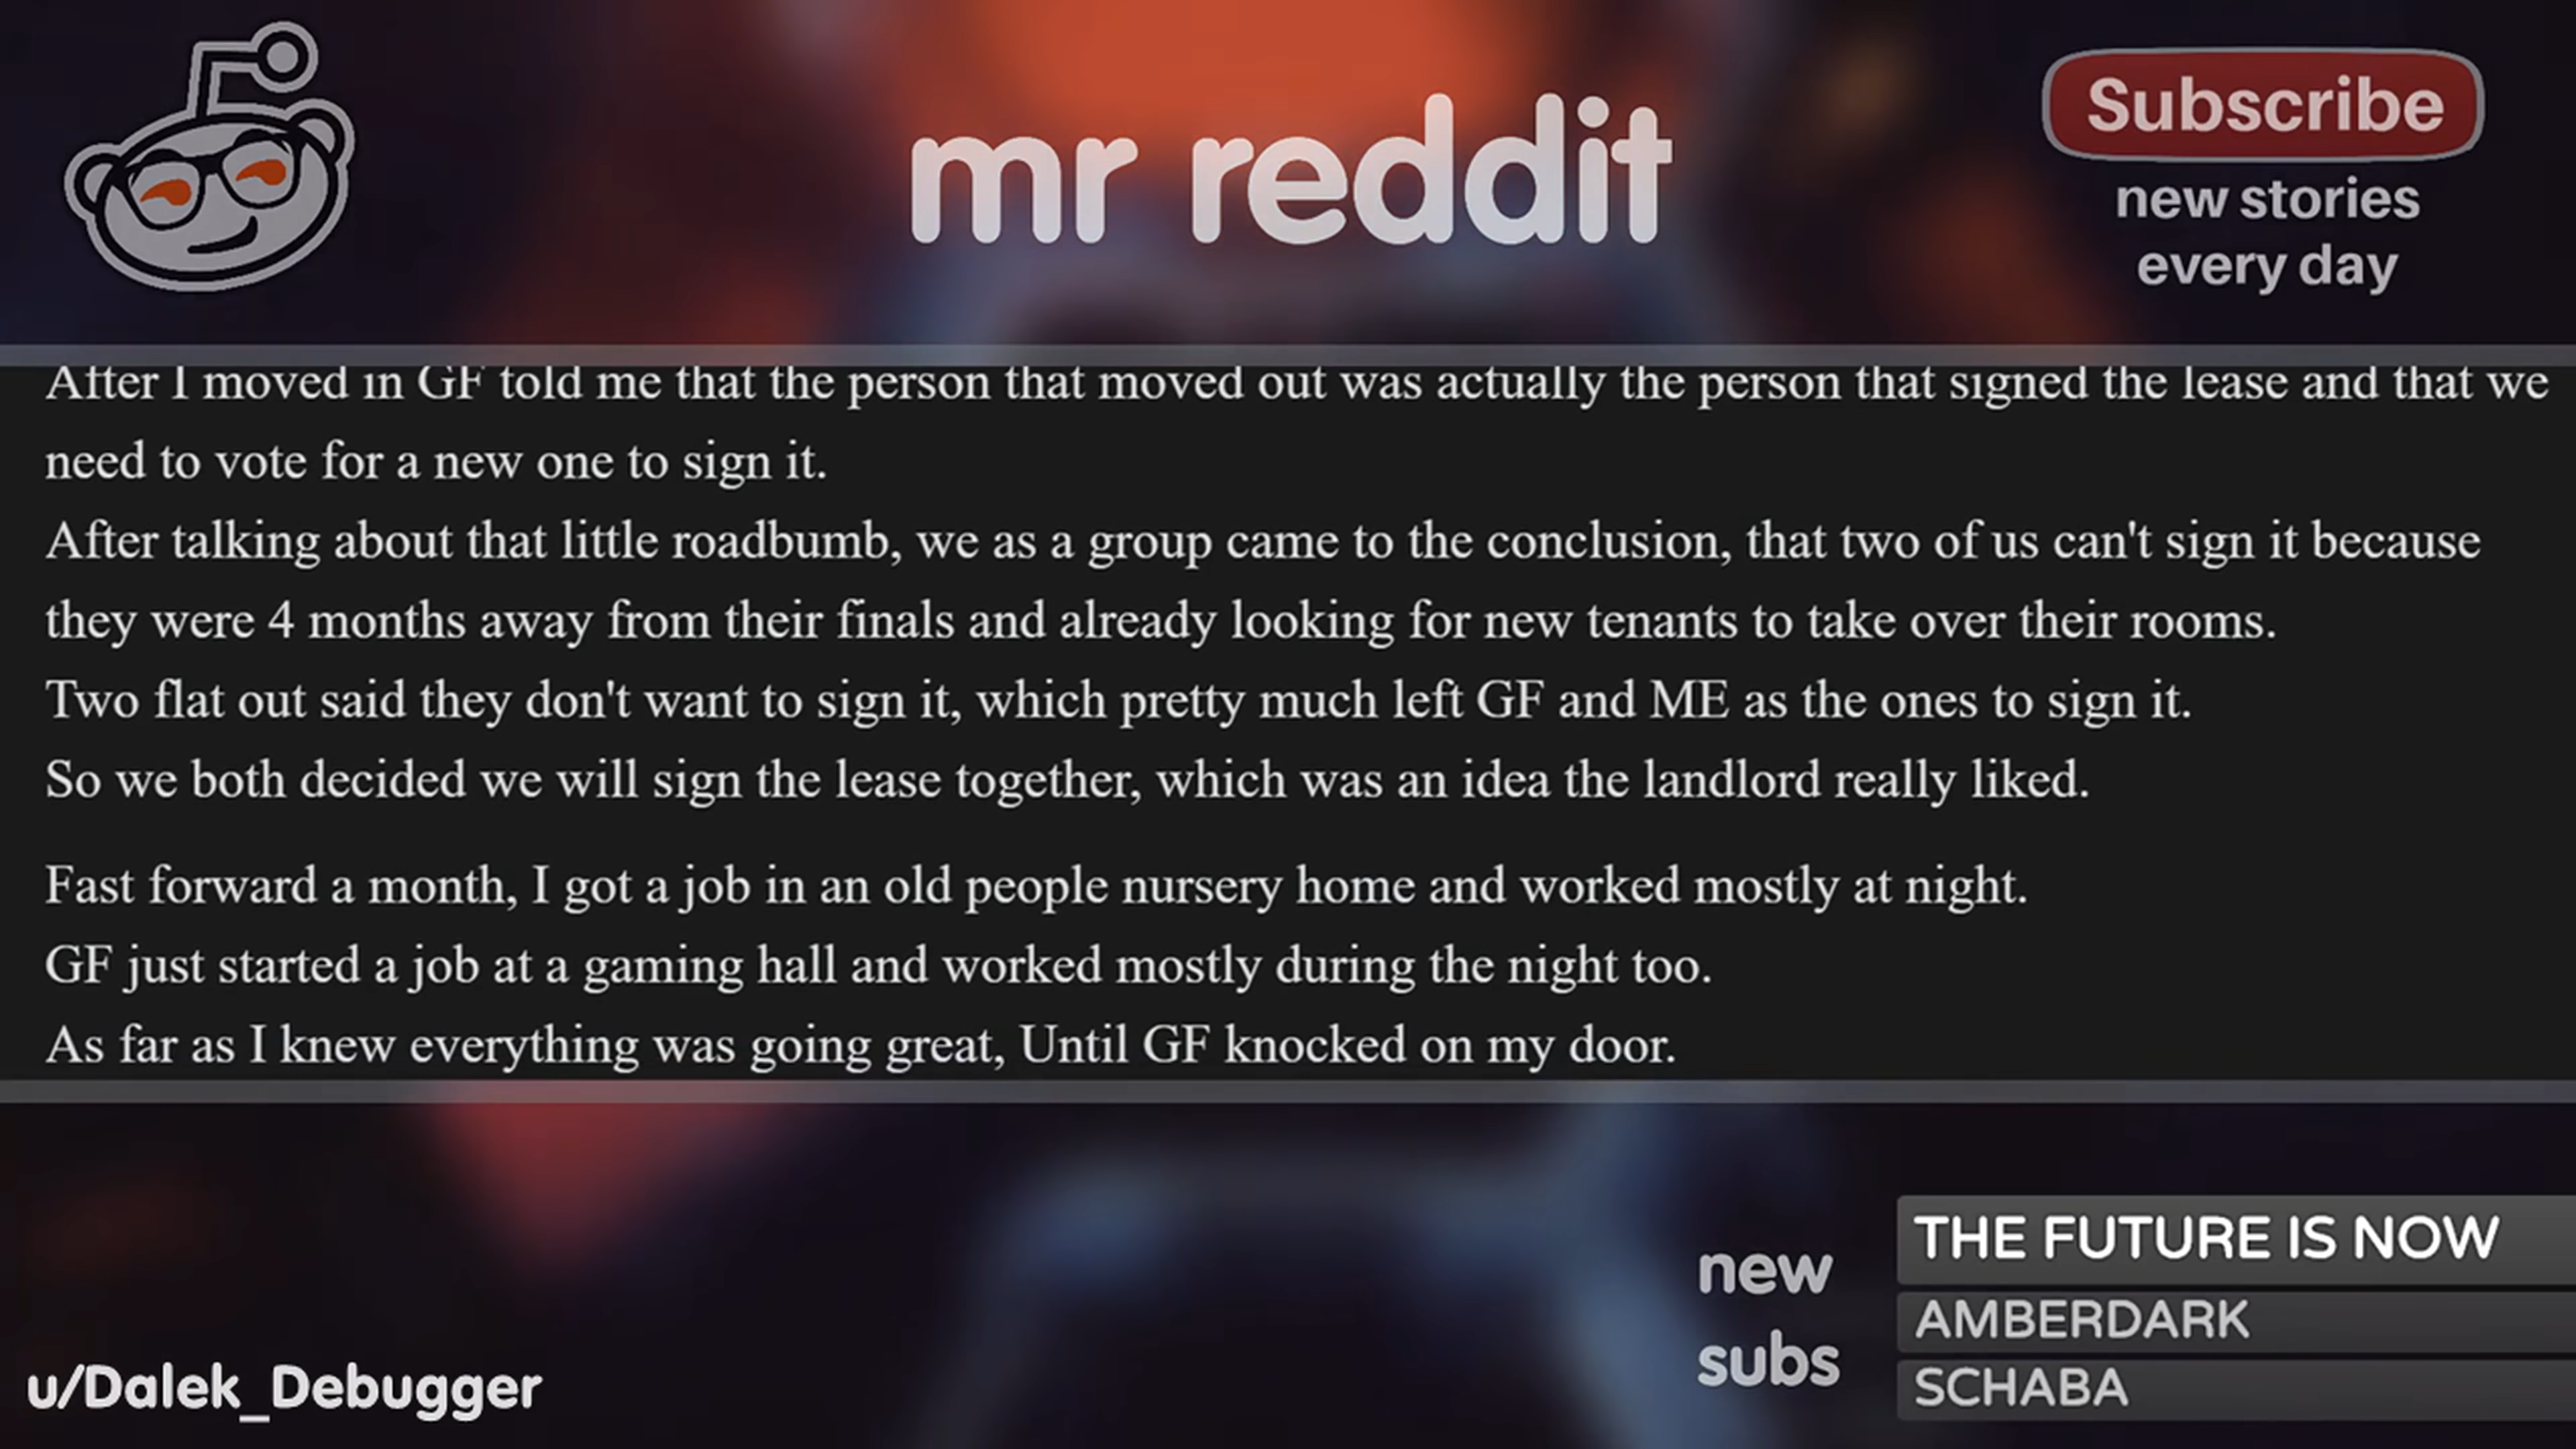 mr reddit
Subscribe
new stories
every day
After I moved in GF told me that the person that moved out was actually the person that signed the lease and that we
need to vote for a new one to sign it.
After talking about that little roadbumb, we as a group came to the conclusion, that two of us can't sign it because
they were 4 months away from their finals and already looking for new tenants to take over their rooms.
Two flat out said they don't want to sign it, which pretty much left GF and ME as the ones to sign it.
So we both decided we will sign the lease together, which was an idea the landlord really liked.
Fast forward a month, I got a job in an old people nursery home and worked mostly at night.
GF just started a job at a gaming hall and worked mostly during the night too.
As far as I knew everything was going great, Until GF knocked on my door.
u/Dalek_Debugger
new
subs
THE FUTURE IS NOW
AMBERDARK
SCHABA